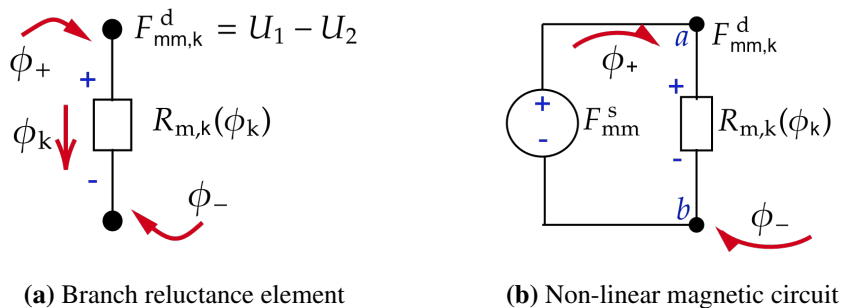 F^d_mm,k = U_1 − U_2
ϕ_+
+
ϕ_k
R_m,k(ϕ_k)
-
ϕ_−
(a) Branch reluctance element
a
F^d_mm,k
ϕ_+
+
+
F^s_mm
R_m,k(ϕ_k)
-
-
b
ϕ_−
(b) Non-linear magnetic circuit